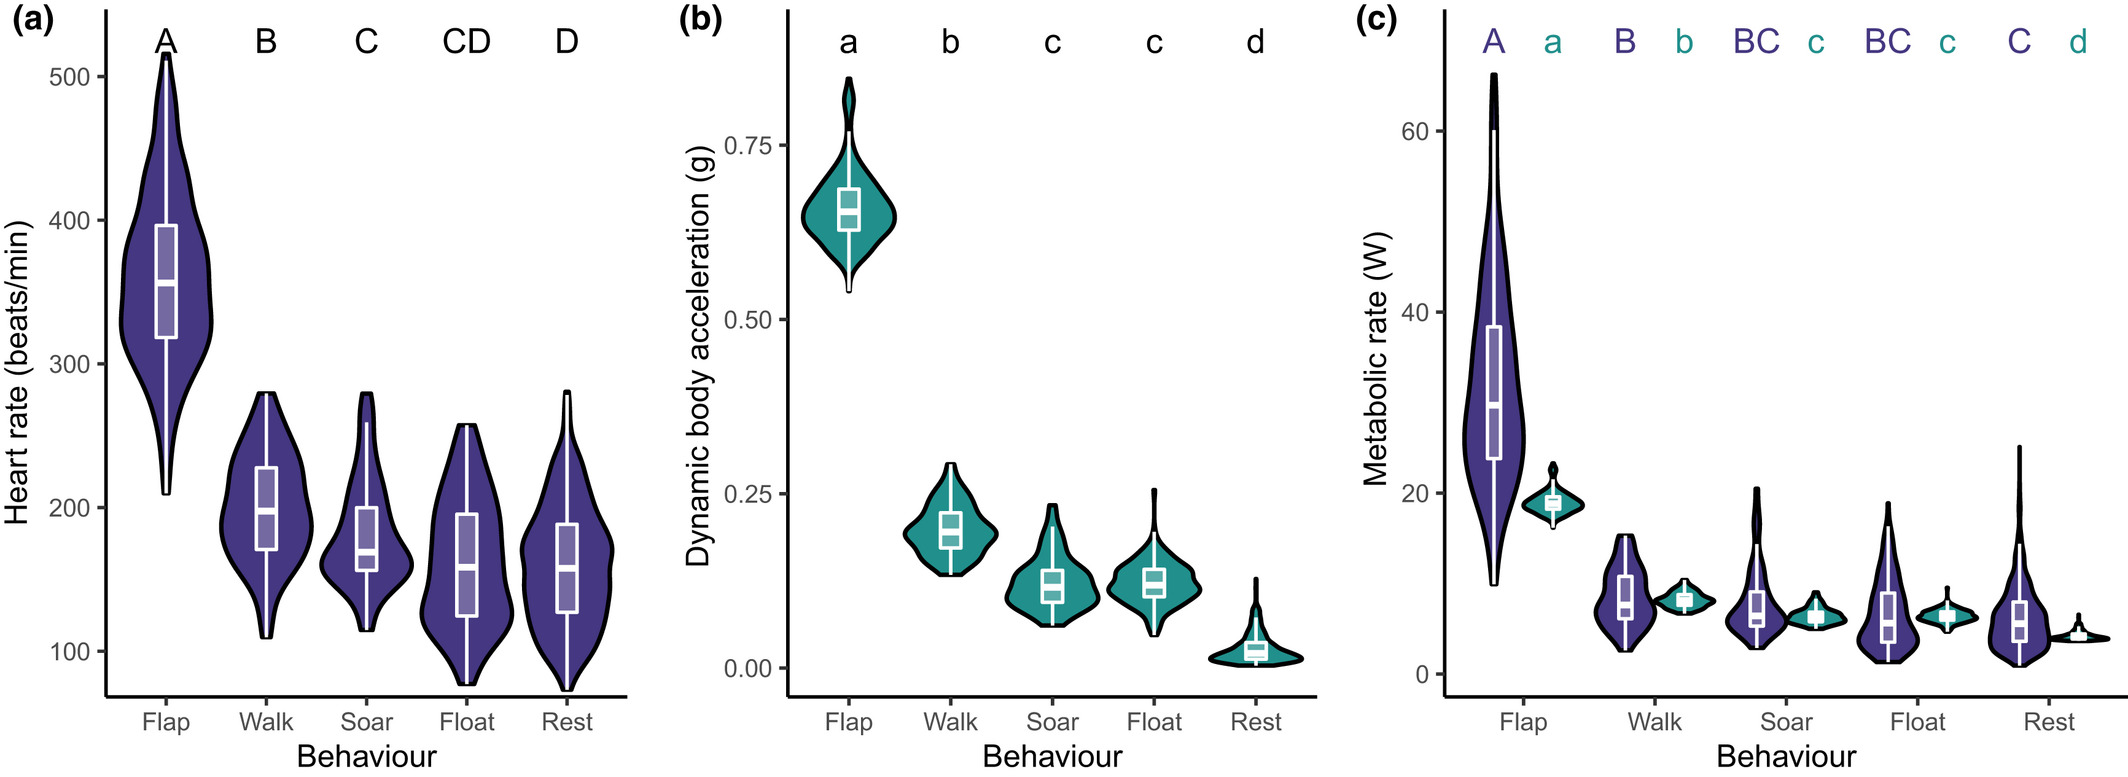 (a)
A B C CD D
500
400
300
200
100
Heart rate (beats/min)
Flap Walk Soar Float Rest
Behaviour
(b)
a b c c d
0.75
0.50
0.25
0.00
Dynamic body acceleration (g)
Flap Walk Soar Float Rest
Behaviour
(c)
A a B b BC c BC c C d
60
40
20
0
Metabolic rate (W)
Flap Walk Soar Float Rest
Behaviour